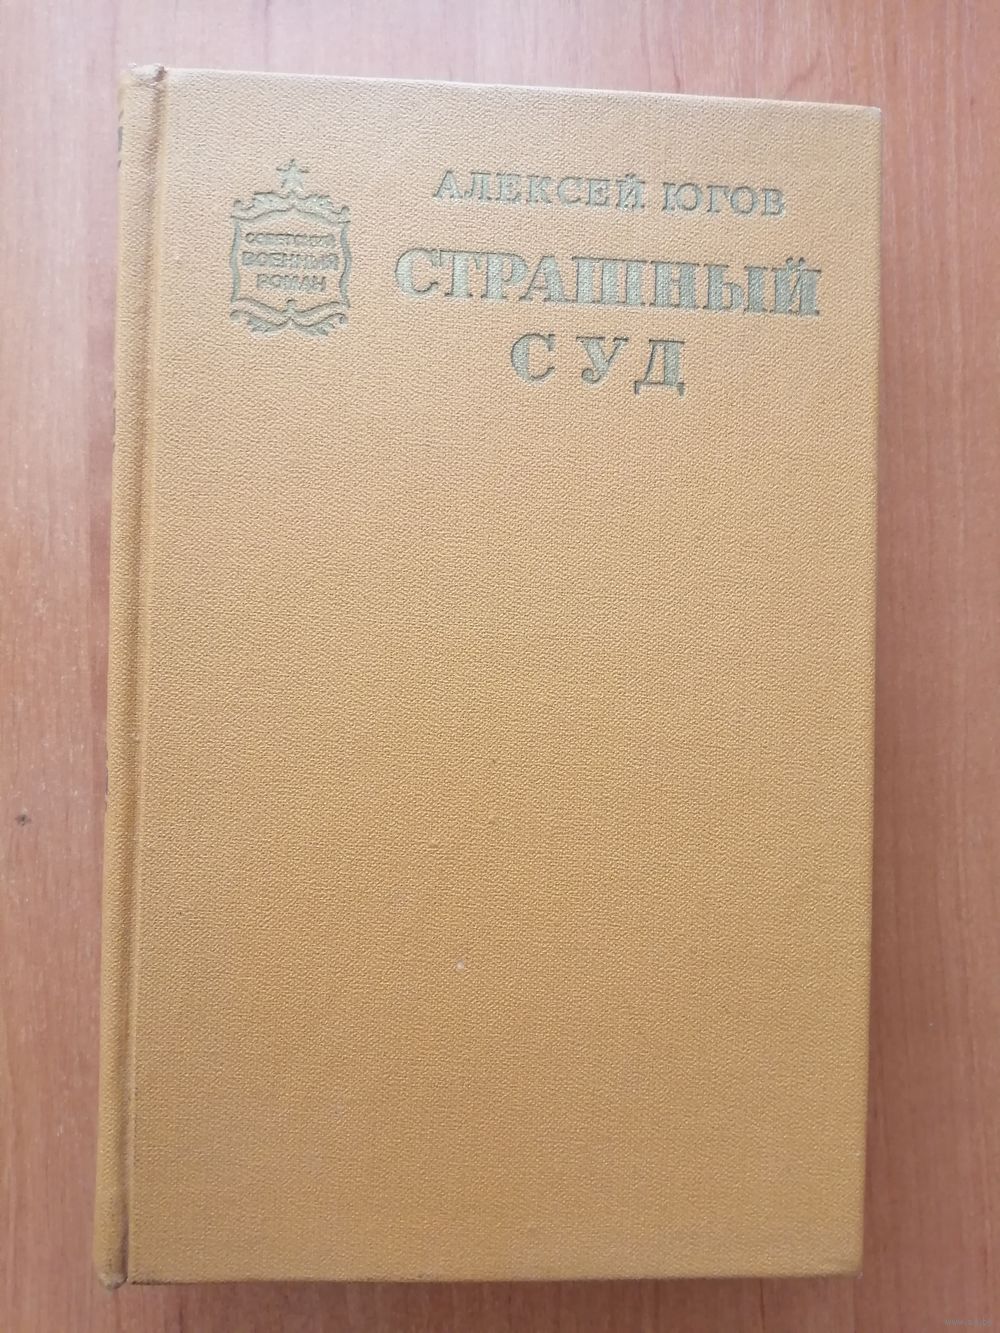 АЛЕКСЕЙ ЮГОВ
СТРАШНЫЙ
СУД
СОВЕТСКИЙ
ВОЕННЫЙ
РОМАН